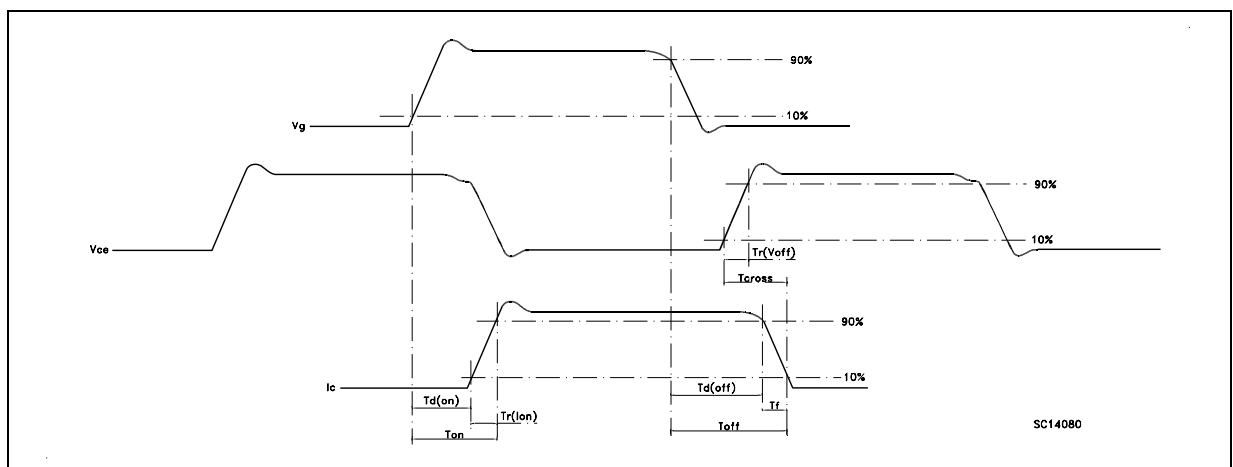 90%
10%
Vg
90%
10%
Vce
Tr(Voff)
Tcross
90%
10%
Ic
Td(on)
Td(off)
Tr(Ion)
Tf
Ton
Toff
SC14080